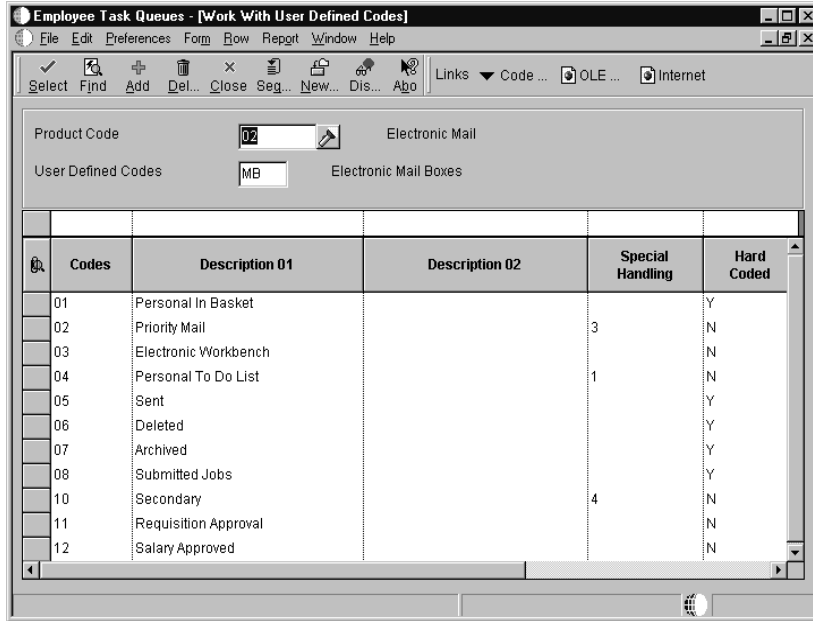 Employee Task Queues - [Work With User Defined Codes]
File Edit Preferences Form Row Report Window Help
Select Find Add Del... Close Seq... New... Dis... Abo Links Code ... OLE ... Internet
Product Code 02 Electronic Mail
User Defined Codes MB Electronic Mail Boxes
Codes Description 01 Description 02 Special Handling Hard Coded
01 Personal In Basket Y
02 Priority Mail 3 N
03 Electronic Workbench N
04 Personal To Do List 1 N
05 Sent Y
06 Deleted Y
07 Archived Y
08 Submitted Jobs Y
10 Secondary 4 N
11 Requisition Approval N
12 Salary Approved N